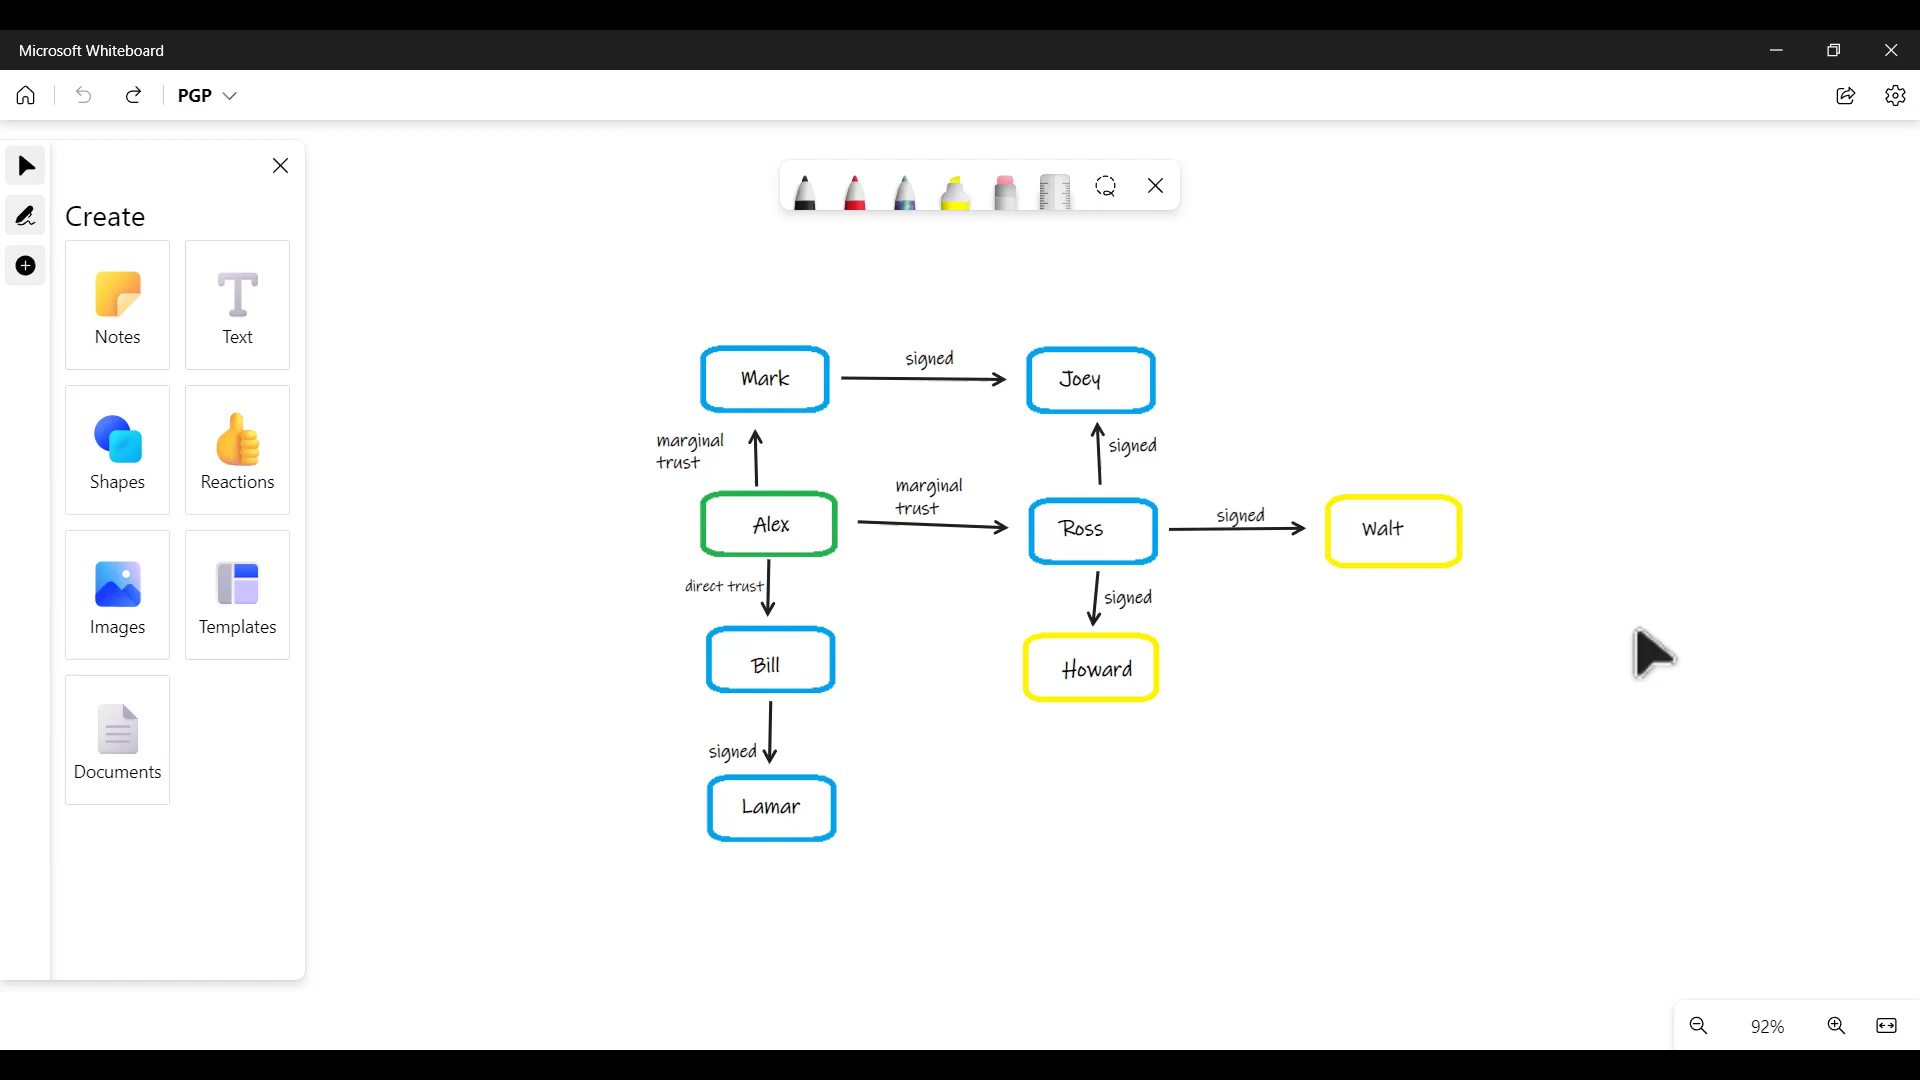 Microsoft Whiteboard
PGP
Create
Notes
Text
Shapes
Reactions
Images
Templates
Documents
Mark
signed
Joey
marginal
trust
signed
Alex
marginal
trust
Ross
signed
Walt
direct trust
signed
Bill
Howard
signed
Lamar
92%